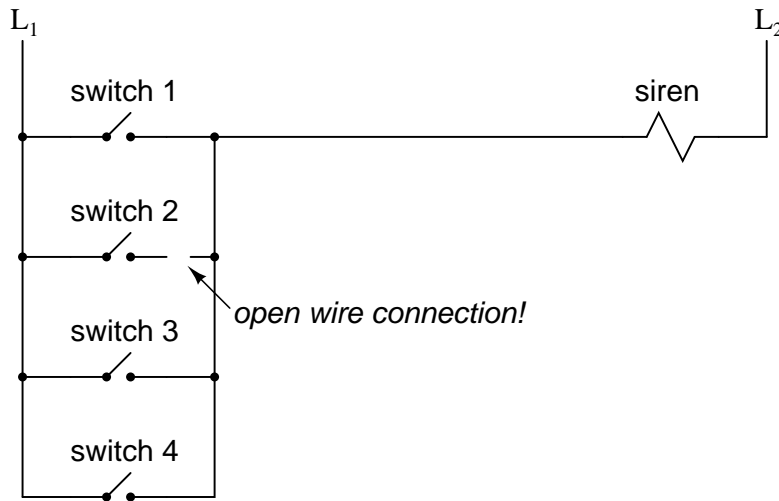 L₁
L₂
switch 1
siren
switch 2
open wire connection!
switch 3
switch 4